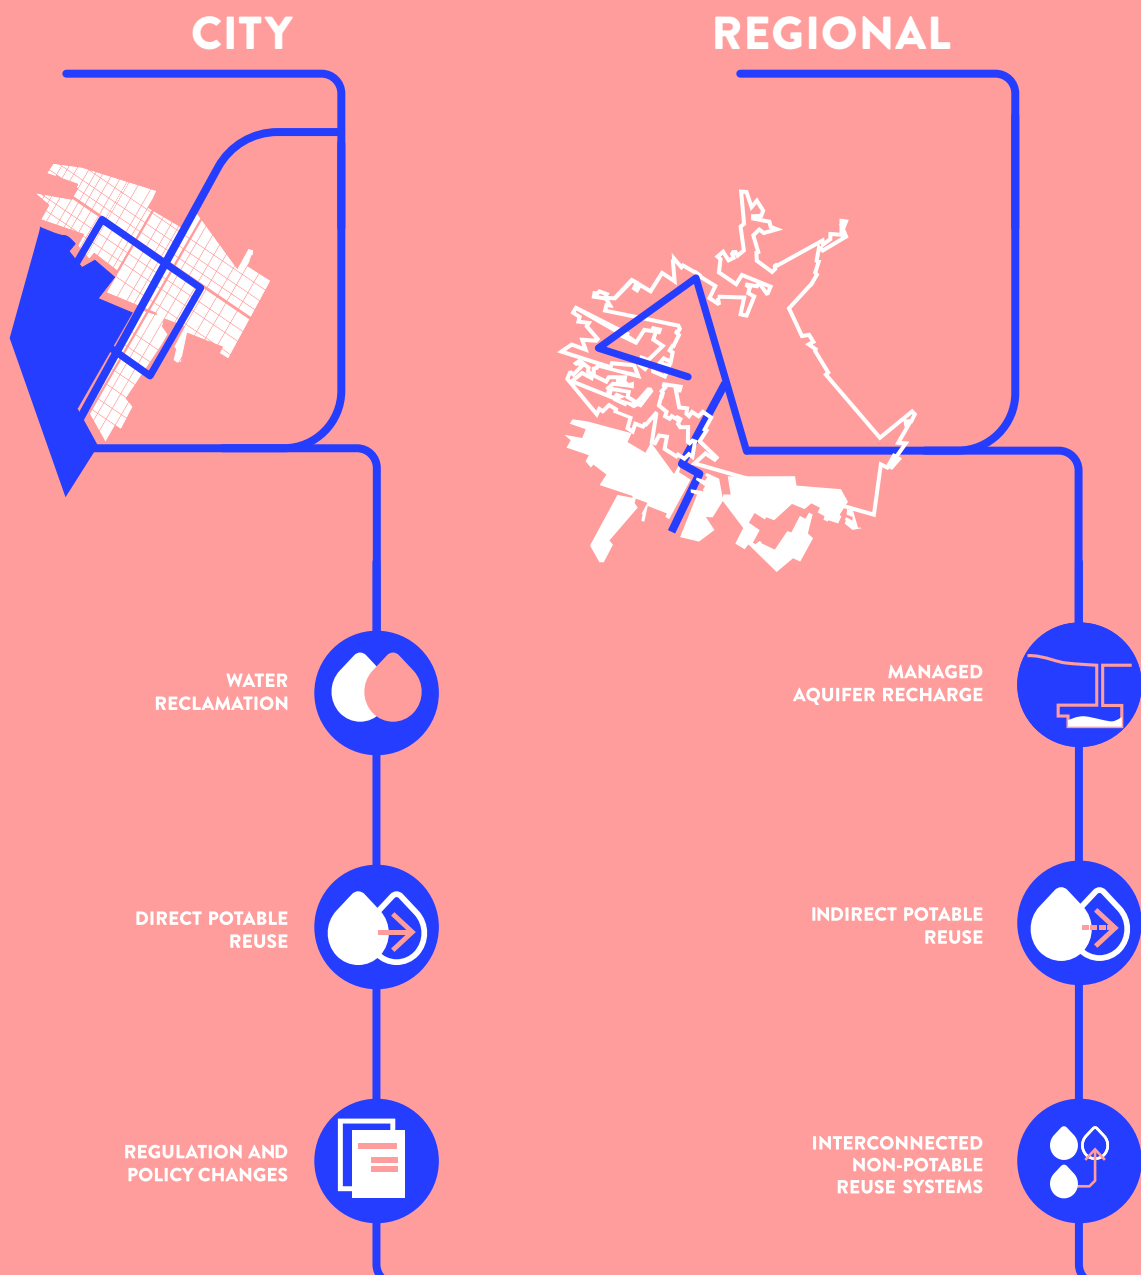 CITY
REGIONAL
WATER
RECLAMATION
MANAGED
AQUIFER RECHARGE
DIRECT POTABLE
REUSE
INDIRECT POTABLE
REUSE
REGULATION AND
POLICY CHANGES
INTERCONNECTED
NON-POTABLE
REUSE SYSTEMS